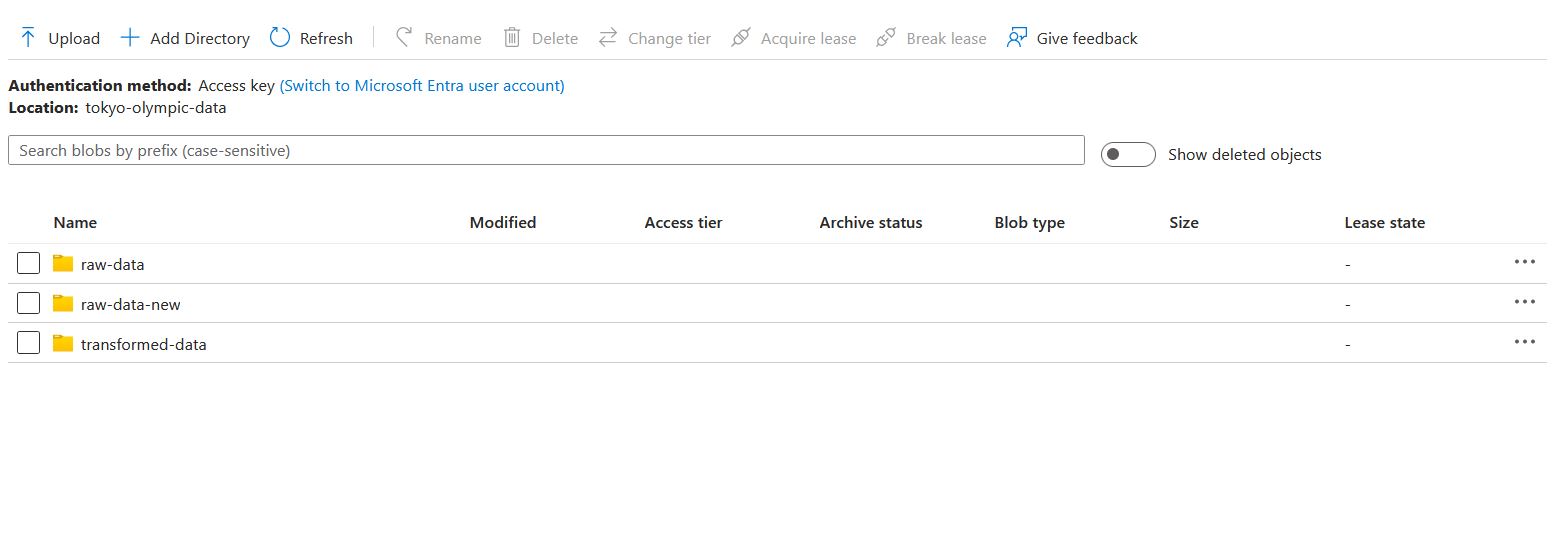 Upload Add Directory Refresh Rename Delete Change tier Acquire lease Break lease Give feedback
Authentication method: Access key (Switch to Microsoft Entra user account)
Location: tokyo-olympic-data
Search blobs by prefix (case-sensitive) Show deleted objects
Name Modified Access tier Archive status Blob type Size Lease state
raw-data - ...
raw-data-new - ...
transformed-data - ...